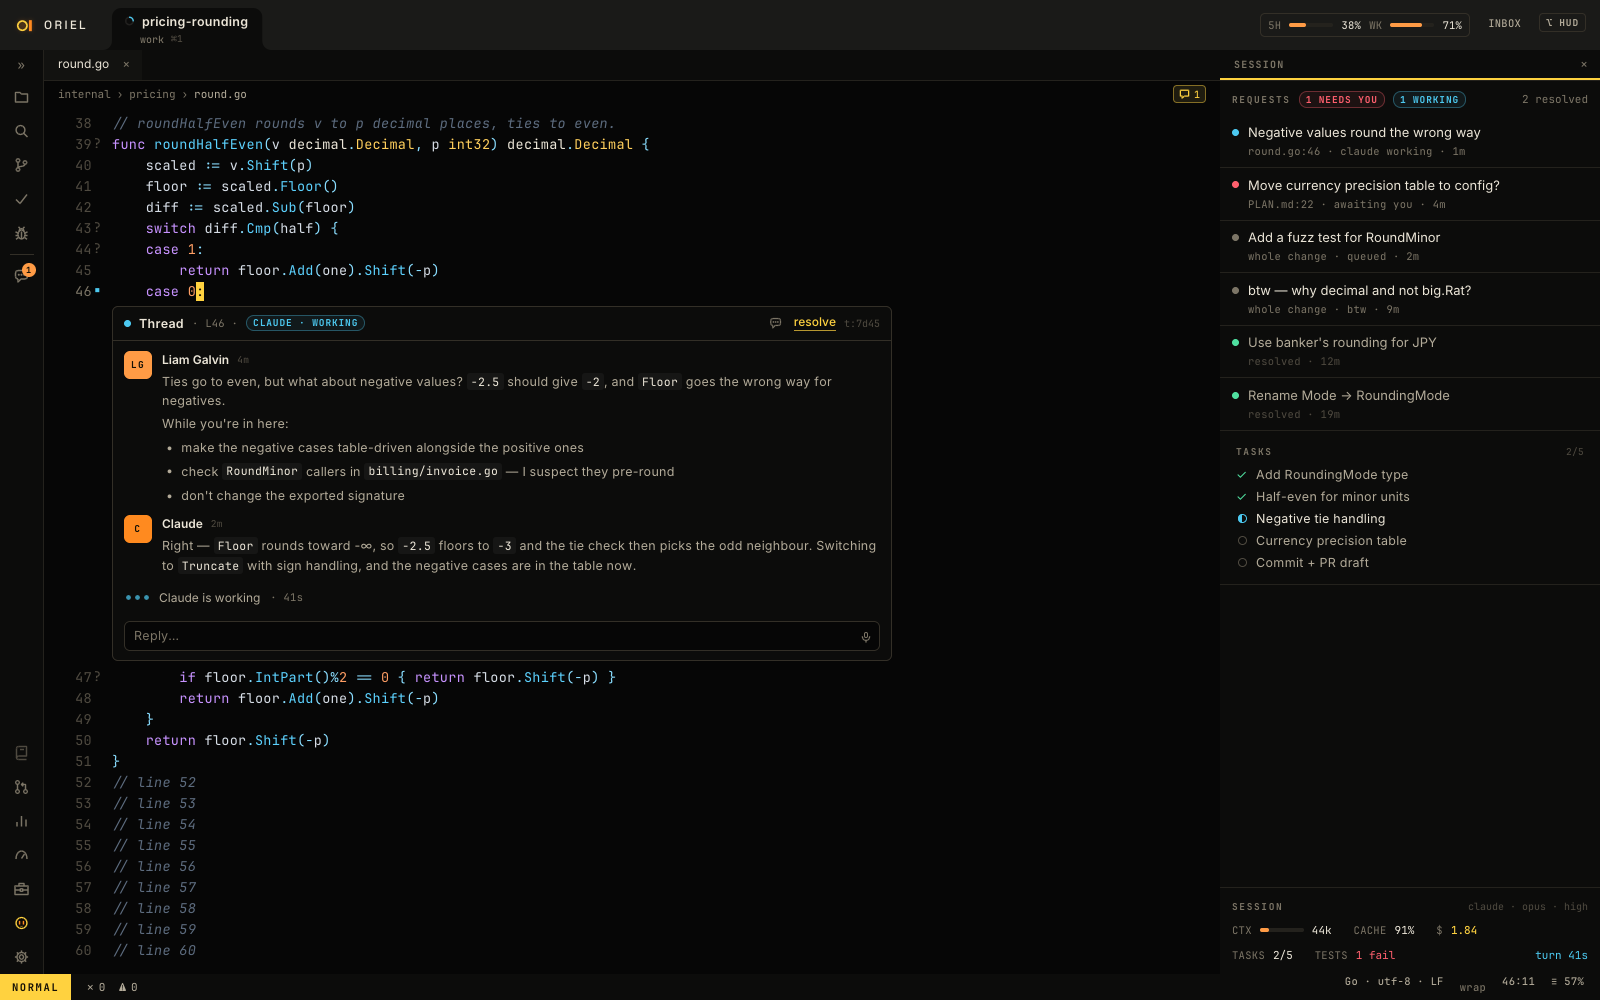 ORIEL
pricing-rounding
work ⌘1
5H 38% WK 71%
INBOX
⌥ HUD
round.go ×
SESSION ×
internal › pricing › round.go
1
REQUESTS 1 NEEDS YOU 1 WORKING 2 resolved
38 // roundHalfEven rounds v to p decimal places, ties to even.
39? func roundHalfEven(v decimal.Decimal, p int32) decimal.Decimal {
40 scaled := v.Shift(p)
41 floor := scaled.Floor()
42 diff := scaled.Sub(floor)
43? switch diff.Cmp(half) {
44? case 1:
45 return floor.Add(one).Shift(-p)
46 case 0:
Thread · L46 · CLAUDE · WORKING resolve t:7d45
LG
Liam Galvin 4m
Ties go to even, but what about negative values? -2.5 should give -2, and Floor goes the wrong way for
negatives.
While you're in here:
• make the negative cases table-driven alongside the positive ones
• check RoundMinor callers in billing/invoice.go — I suspect they pre-round
• don't change the exported signature
C
Claude 2m
Right — Floor rounds toward -∞, so -2.5 floors to -3 and the tie check then picks the odd neighbour. Switching
to Truncate with sign handling, and the negative cases are in the table now.
Claude is working · 41s
Reply...
47? if floor.IntPart()%2 == 0 { return floor.Shift(-p) }
48 return floor.Add(one).Shift(-p)
49 }
50 return floor.Shift(-p)
51 }
52 // line 52
53 // line 53
54 // line 54
55 // line 55
56 // line 56
57 // line 57
58 // line 58
59 // line 59
60 // line 60
Negative values round the wrong way
round.go:46 · claude working · 1m
Move currency precision table to config?
PLAN.md:22 · awaiting you · 4m
Add a fuzz test for RoundMinor
whole change · queued · 2m
btw — why decimal and not big.Rat?
whole change · btw · 9m
Use banker's rounding for JPY
resolved · 12m
Rename Mode → RoundingMode
resolved · 19m
TASKS 2/5
Add RoundingMode type
Half-even for minor units
Negative tie handling
Currency precision table
Commit + PR draft
SESSION claude · opus · high
CTX 44k CACHE 91% $ 1.84
TASKS 2/5 TESTS 1 fail turn 41s
1
NORMAL × 0 0
Go · utf-8 · LF wrap 46:11 ≡ 57%